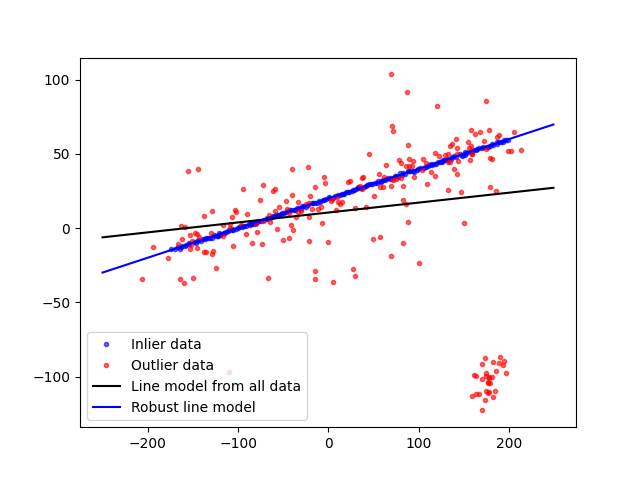 100
50
0
−50
−100
Inlier data
Outlier data
Line model from all data
Robust line model
−200
−100
0
100
200